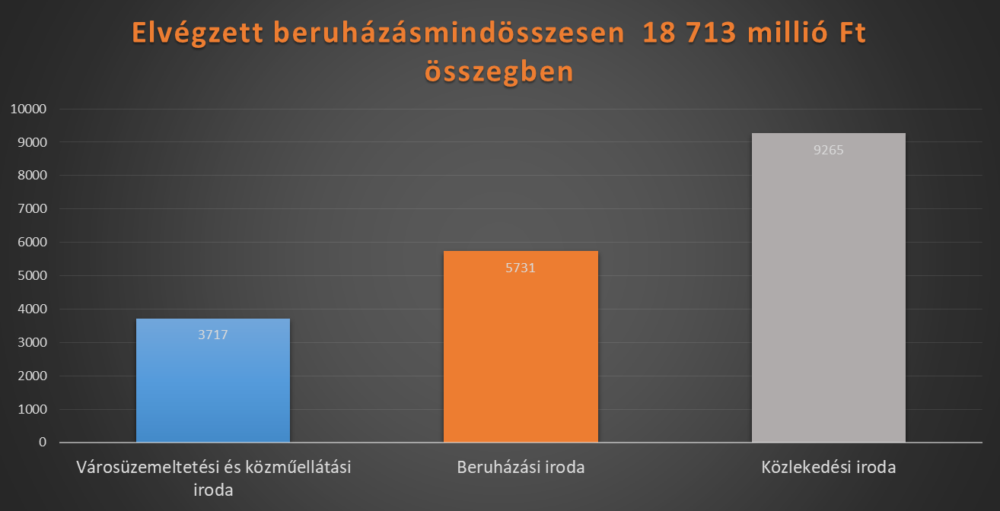 Elvégzett beruházásmindösszesen 18 713 millió Ft
összegben
10000
9000
8000
7000
6000
5000
4000
3000
2000
1000
0
9265
5731
3717
Városüzemeltetési és közműellátási
iroda
Beruházási iroda
Közlekedési iroda